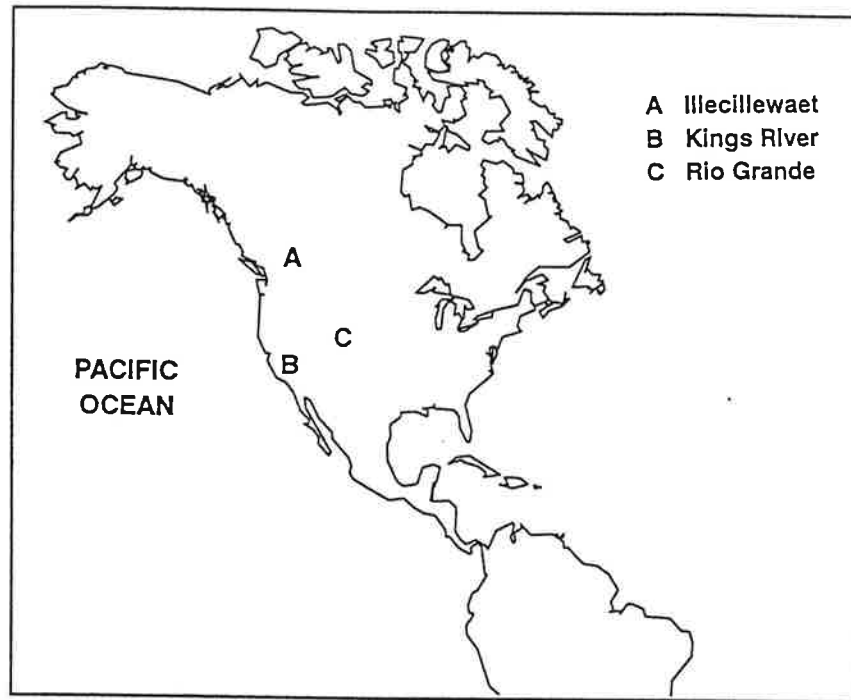 A Illecillewaet
B Kings River
C Rio Grande
A
C
B
PACIFIC
OCEAN